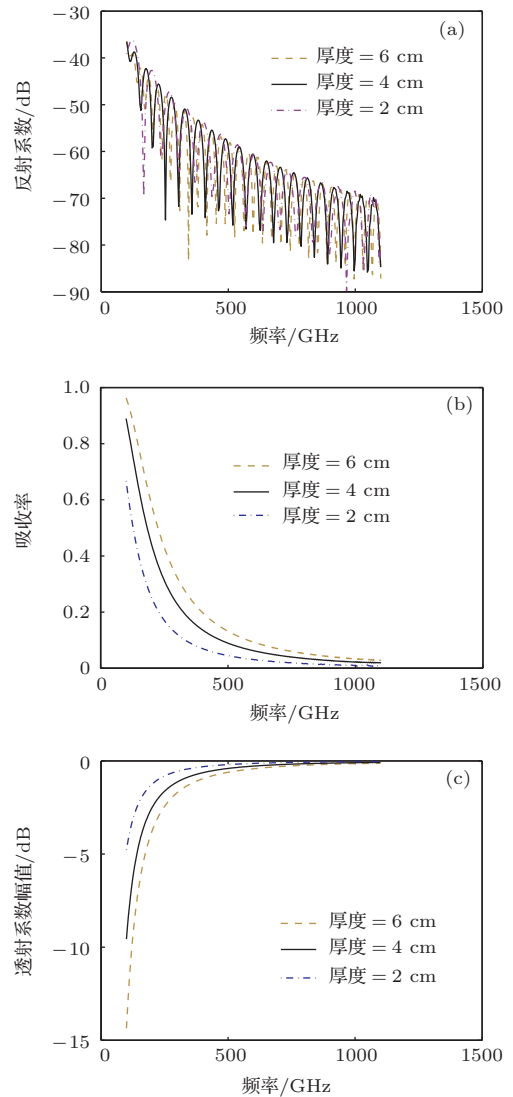 −30
−40
−50
−60
−70
−80
−90
反射系数/dB
(a)
厚度 = 6 cm
厚度 = 4 cm
厚度 = 2 cm
0
500
1000
1500
频率/GHz
1.0
0.8
0.6
0.4
0.2
0
吸收率
(b)
厚度 = 6 cm
厚度 = 4 cm
厚度 = 2 cm
0
500
1000
1500
频率/GHz
0
−5
−10
−15
透射系数幅值/dB
(c)
厚度 = 6 cm
厚度 = 4 cm
厚度 = 2 cm
0
500
1000
1500
频率/GHz